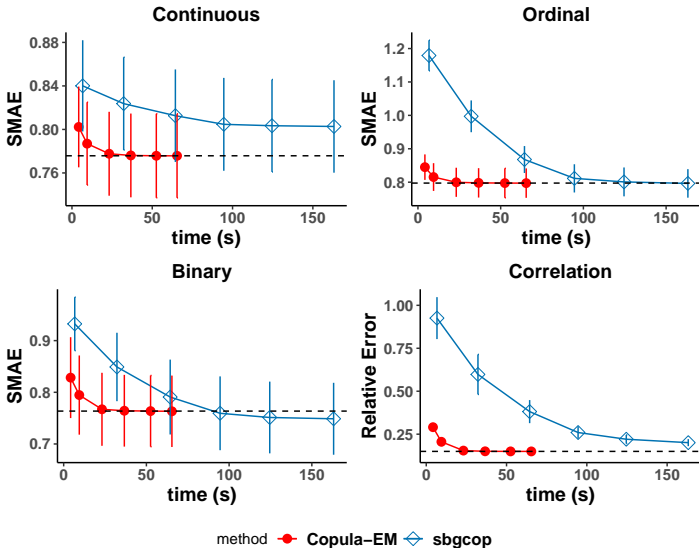 Continuous
SMAE
0.88
0.84
0.80
0.76
0 50 100 150
time (s)
Ordinal
SMAE
1.2
1.1
1.0
0.9
0.8
0 50 100 150
time (s)
Binary
SMAE
0.9
0.8
0.7
0 50 100 150
time (s)
Correlation
Relative Error
1.00
0.75
0.50
0.25
0 50 100 150
time (s)
method Copula−EM sbgcop